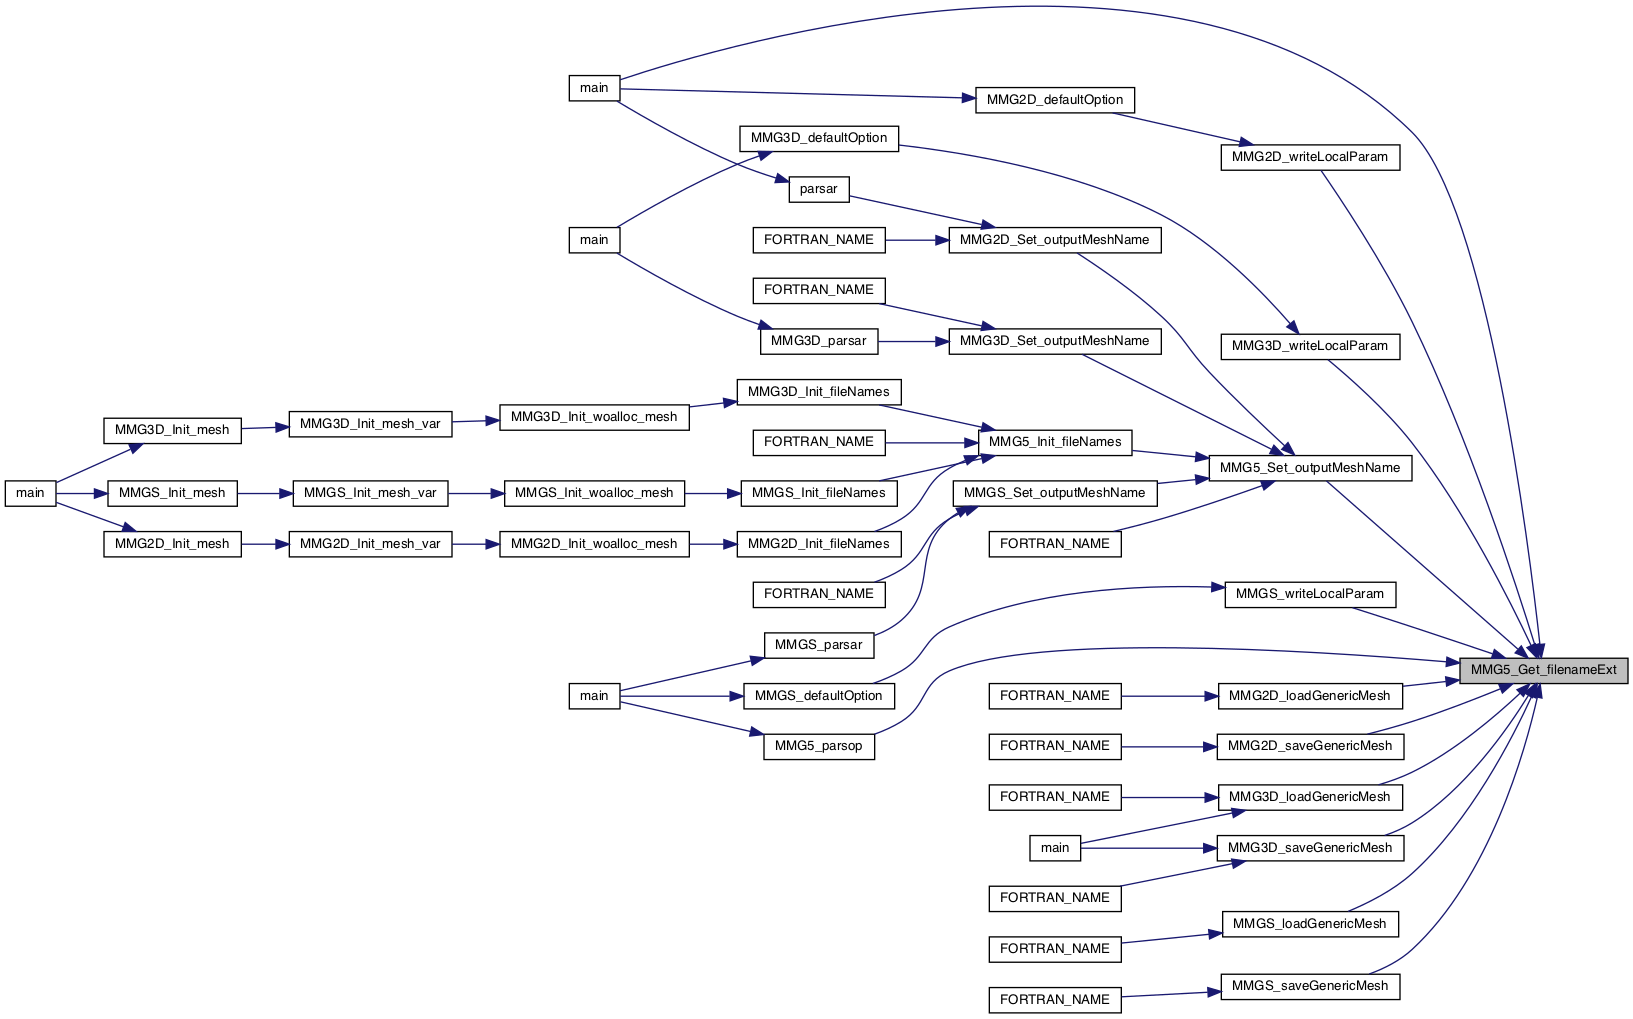 main
MMG2D_defaultOption
MMG3D_defaultOption
MMG2D_writeLocalParam
parsar
main
FORTRAN_NAME
MMG2D_Set_outputMeshName
FORTRAN_NAME
MMG3D_parsar
MMG3D_Set_outputMeshName
MMG3D_writeLocalParam
MMG3D_Init_fileNames
MMG3D_Init_woalloc_mesh
MMG3D_Init_mesh_var
MMG3D_Init_mesh
FORTRAN_NAME
MMG5_Init_fileNames
MMG5_Set_outputMeshName
main
MMGS_Init_mesh
MMGS_Init_mesh_var
MMGS_Init_woalloc_mesh
MMGS_Init_fileNames
MMGS_Set_outputMeshName
MMG2D_Init_mesh
MMG2D_Init_mesh_var
MMG2D_Init_woalloc_mesh
MMG2D_Init_fileNames
FORTRAN_NAME
FORTRAN_NAME
MMGS_writeLocalParam
MMGS_parsar
MMG5_Get_filenameExt
main
MMGS_defaultOption
FORTRAN_NAME
MMG2D_loadGenericMesh
MMG5_parsop
FORTRAN_NAME
MMG2D_saveGenericMesh
FORTRAN_NAME
MMG3D_loadGenericMesh
main
MMG3D_saveGenericMesh
FORTRAN_NAME
MMGS_loadGenericMesh
FORTRAN_NAME
MMGS_saveGenericMesh
FORTRAN_NAME